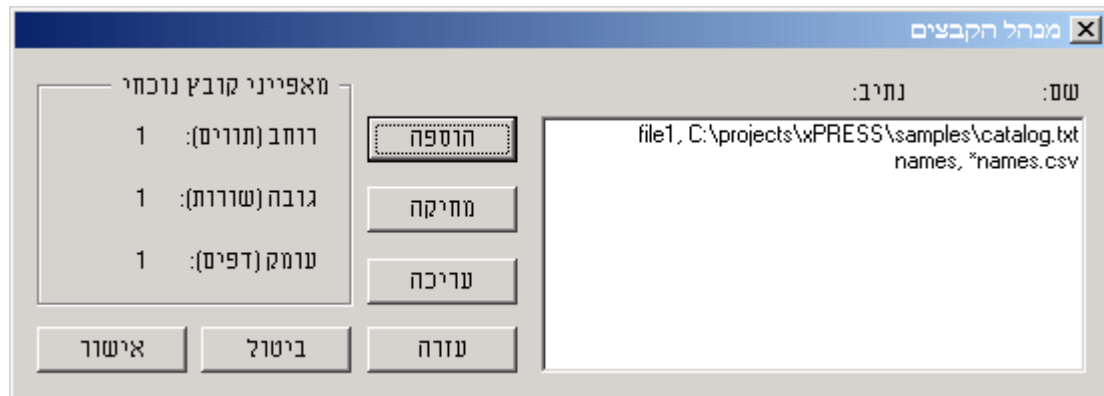 מנהל הקבצים
שם:
נתיב:
file1, C:\projects\xPRESS\samples\catalog.txt
names, *names.csv
הוספה
מחיקה
עריכה
עזרה
מאפייני קובץ נוכחי
רוחב (תווים): 1
גובה (שורות): 1
עומק (דפים): 1
ביטול
אישור